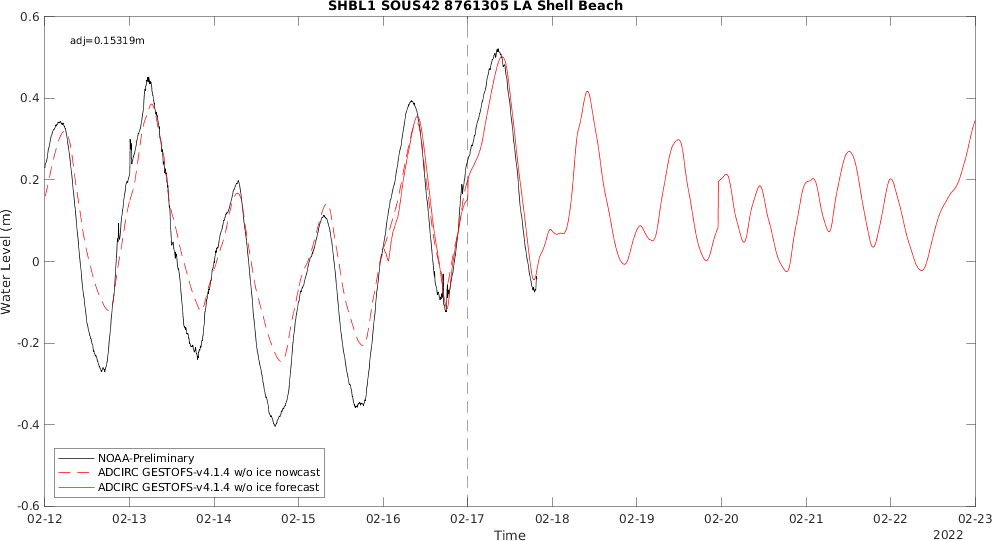 SHBL1 SOUS42 8761305 LA Shell Beach
adj=0.15319m
0.6
0.4
0.2
0
-0.2
-0.4
-0.6
Water Level (m)
NOAA-Preliminary
ADCIRC GESTOFS-v4.1.4 w/o ice nowcast
ADCIRC GESTOFS-v4.1.4 w/o ice forecast
02-12 02-13 02-14 02-15 02-16 02-17 02-18 02-19 02-20 02-21 02-22 02-23
Time
2022